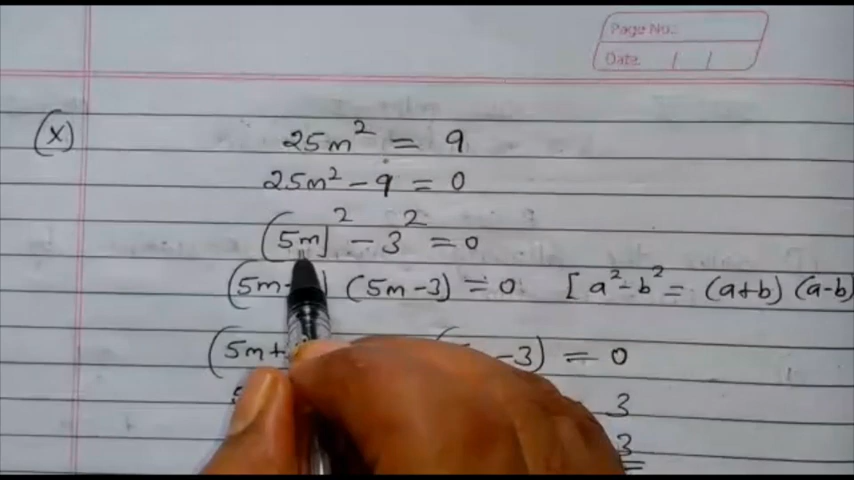 Page No.:
Date / /
(x) 25m² = 9
25m² - 9 = 0
(5m)² - 3² = 0
(5m+ ) (5m-3) = 0 [a²-b² = (a+b) (a-b)
(5m+ ( -3) = 0
3
3